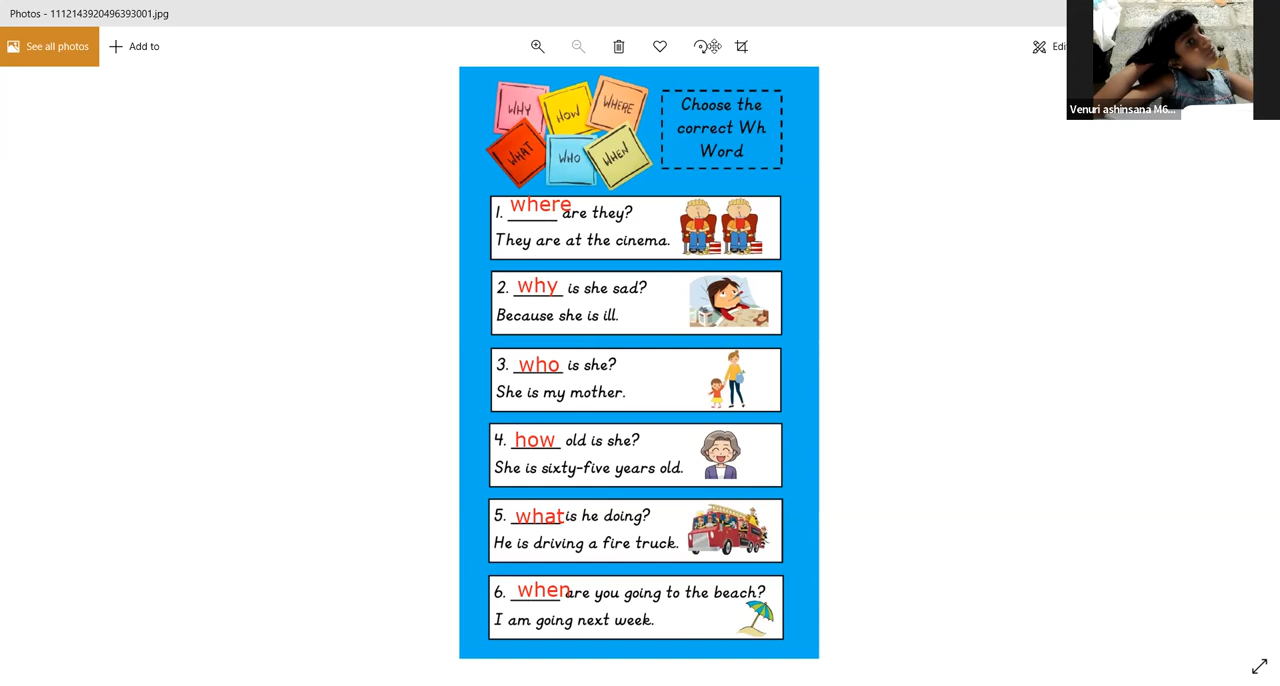 Photos - 1112143920496393001.jpg
See all photos
Add to
Venuri ashinsana M6...
WHY
HOW
WHERE
WHAT
WHO
WHEN
Choose the
correct Wh
Word
1. where are they?
They are at the cinema.
2. why is she sad?
Because she is ill.
3. who is she?
She is my mother.
4. how old is she?
She is sixty-five years old.
5. what is he doing?
He is driving a fire truck.
6. when are you going to the beach?
I am going next week.